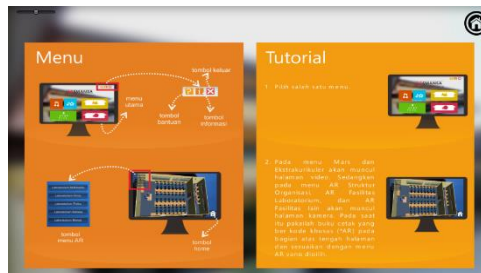 Menu
tombol keluar
menu
utama
tombol
bantuan
tombol
informasi
tombol
menu AR
tombol
home
Tutorial
1. Pilih salah satu menu.
2. Pada menu Mars dan
Ekstrakurikuler akan muncul
halaman video. Sedangkan
pada menu AR Struktur
Organisasi, AR Fasilitas
Laboratorium, dan AR
Fasilitas lain akan muncul
halaman kamera. Pada saat
itu pakailah buku cetak yang
ber kode khusus (*AR) pada
bagian atas tengah halaman
dan sesuaikan dengan menu
AR yang dipilih.